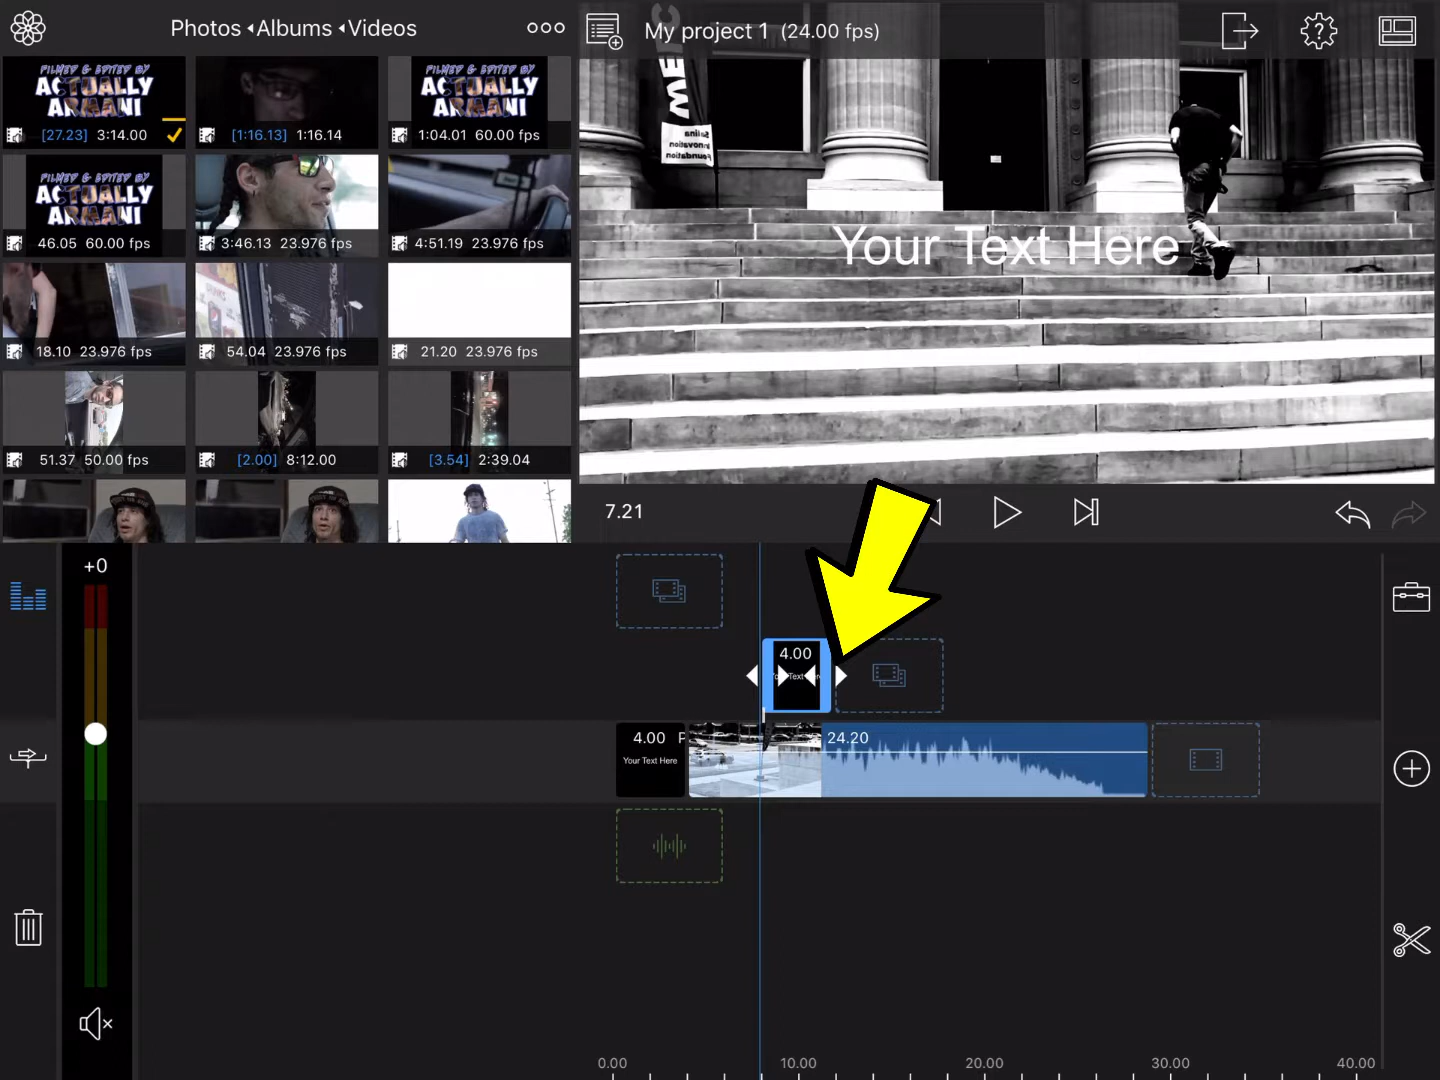 Photos Albums Videos
My project 1 (24.00 fps)
FILMED & EDITED BY
ACTUALLY
ARMANI
[27.23] 3:14.00
[1:16.13] 1:16.14
FILMED & EDITED BY
ACTUALLY
ARMANI
1:04.01 60.00 fps
FILMED & EDITED BY
ACTUALLY
ARMANI
46.05 60.00 fps
3:46.13 23.976 fps
4:51.19 23.976 fps
18.10 23.976 fps
54.04 23.976 fps
21.20 23.976 fps
51.37 50.00 fps
[2.00] 8:12.00
[3.54] 2:39.04
Salina
Innovation
Foundation
Your Text Here
7.21
+0
4.00
4.00 P
Your Text Here
24.20
0.00 10.00 20.00 30.00 40.00